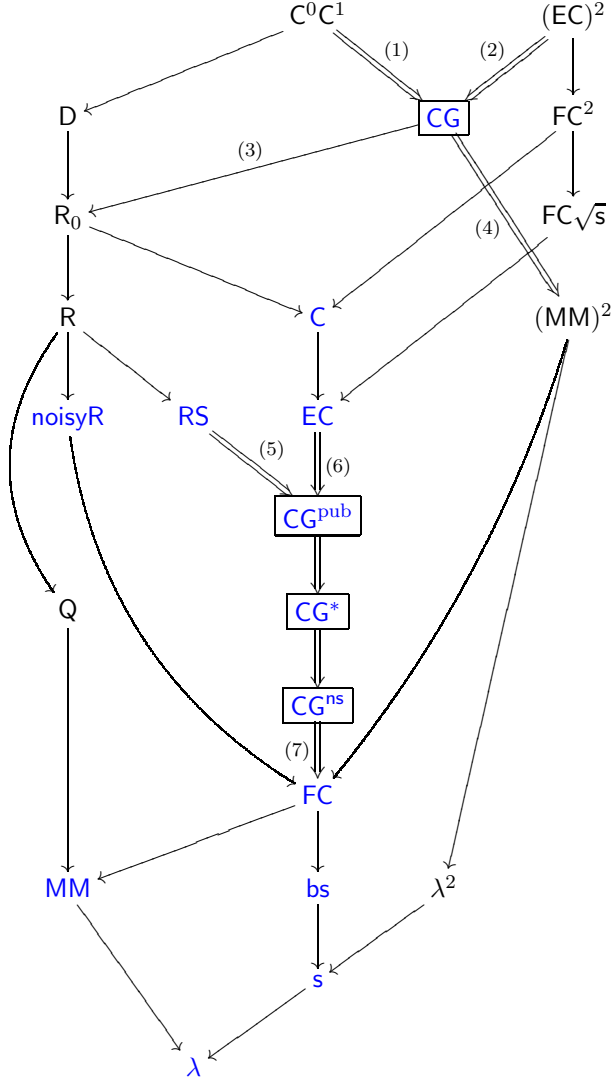 C⁰C¹ (EC)²
(1) (2)
D CG FC²
(3)
R₀ (4) FC√s
R C (MM)²
noisyR RS EC
(5) (6)
CG^pub
Q CG*
CG^ns
(7)
FC
MM bs λ²
s
λ